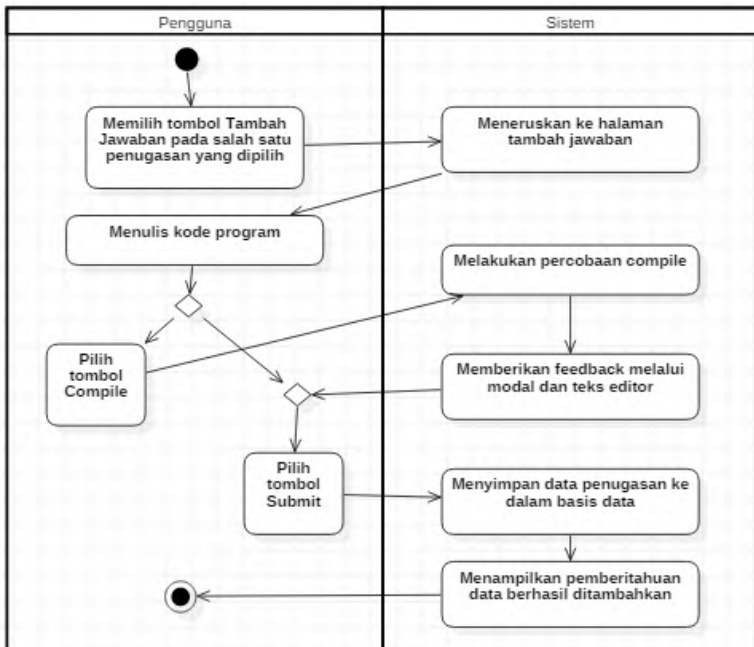 Pengguna
Sistem
Memilih tombol Tambah
Jawaban pada salah satu
penugasan yang dipilih
Meneruskan ke halaman
tambah jawaban
Menulis kode program
Melakukan percobaan compile
Pilih
tombol
Compile
Memberikan feedback melalui
modal dan teks editor
Pilih
tombol
Submit
Menyimpan data penugasan ke
dalam basis data
Menampilkan pemberitahuan
data berhasil ditambahkan